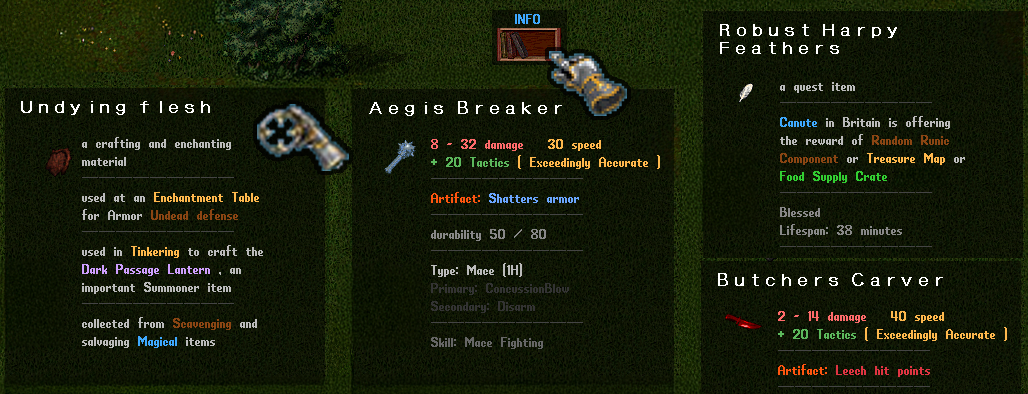 INFO
Undying flesh
a crafting and enchanting
material
used at an Enchantment Table
for Armor Undead defense
used in Tinkering to craft the
Dark Passage Lantern , an
important Summoner item
collected from Scavenging and
salvaging Magical items
Aegis Breaker
8 - 32 damage 30 speed
+ 20 Tactics ( Exceedingly Accurate )
Artifact: Shatters armor
durability 50 / 80
Type: Mace (1H)
Primary: ConcussionBlow
Secondary: Disarm
Skill: Mace Fighting
Robust Harpy
Feathers
a quest item
Canute in Britain is offering
the reward of Random Runic
Component or Treasure Map or
Food Supply Crate
Blessed
Lifespan: 38 minutes
Butchers Carver
2 - 14 damage 40 speed
+ 20 Tactics ( Exceedingly Accurate )
Artifact: Leech hit points